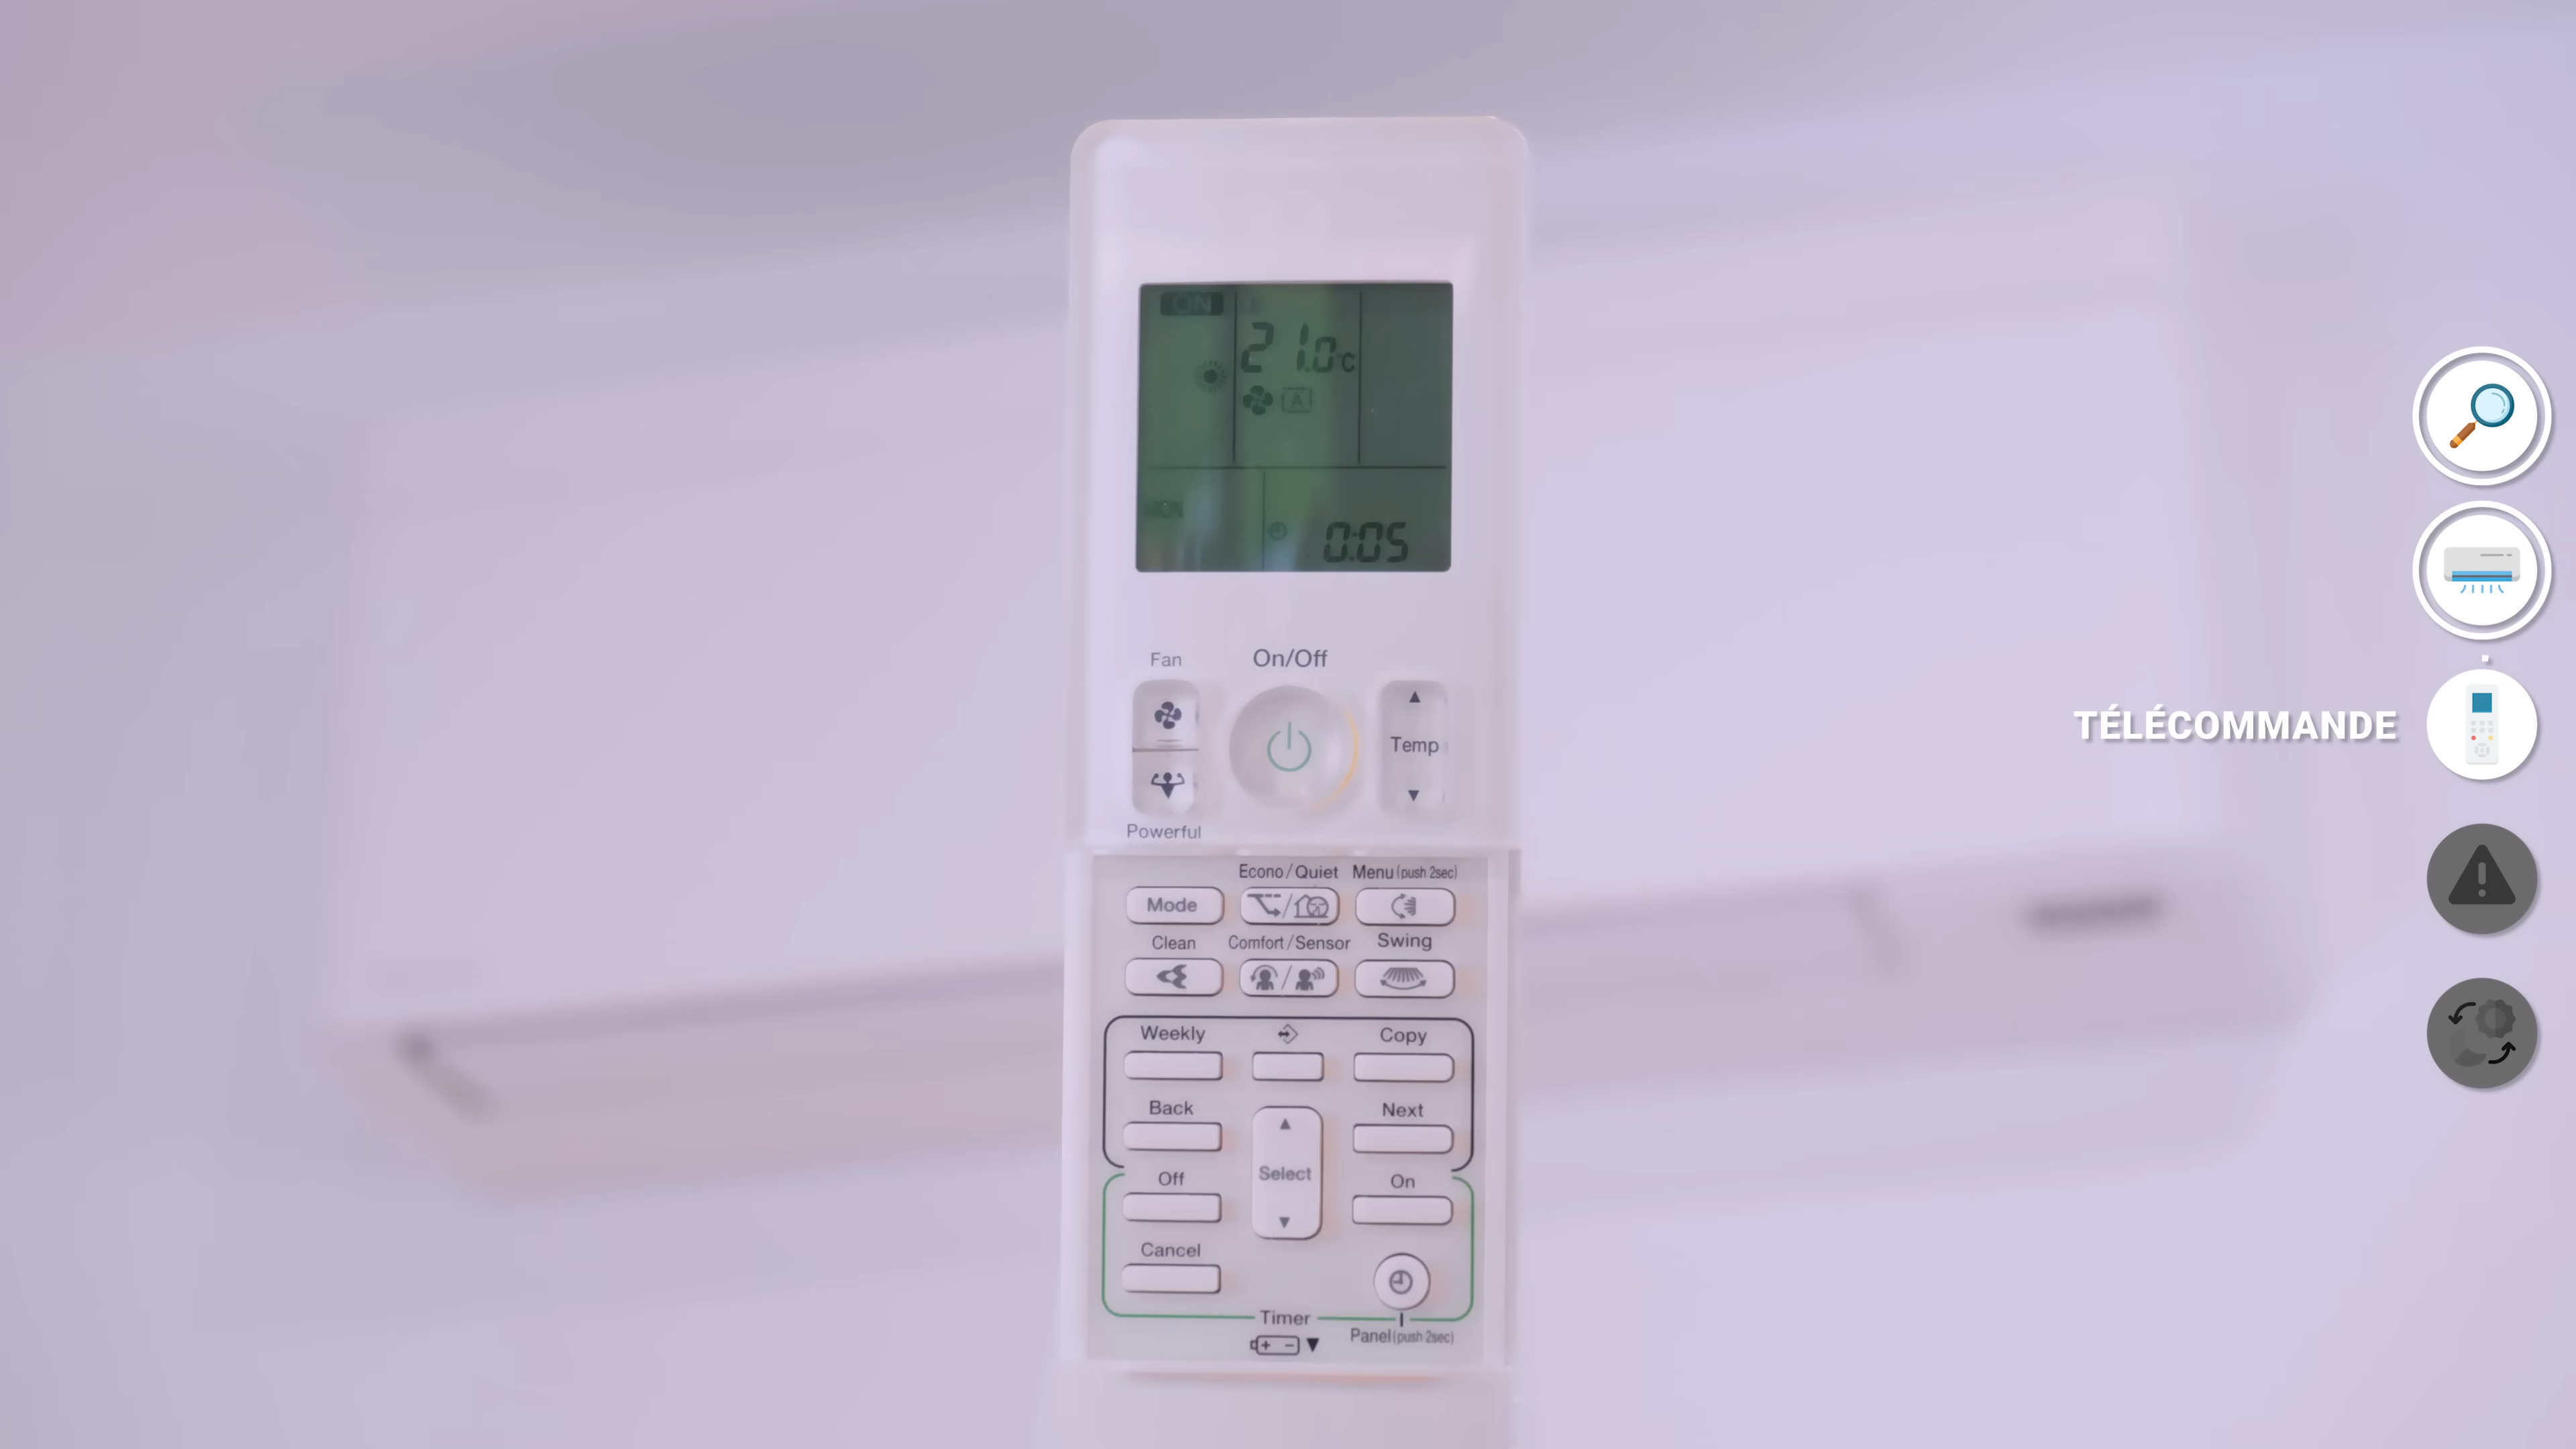 ON
21.0°C
A
MON
0:05
Fan
On/Off
Temp
Powerful
TÉLÉCOMMANDE
Econo/Quiet
Menu (push 2sec)
Mode
Clean
Comfort/Sensor
Swing
Weekly
Copy
Back
Next
Select
Off
On
Cancel
Timer
Panel (push 2sec)